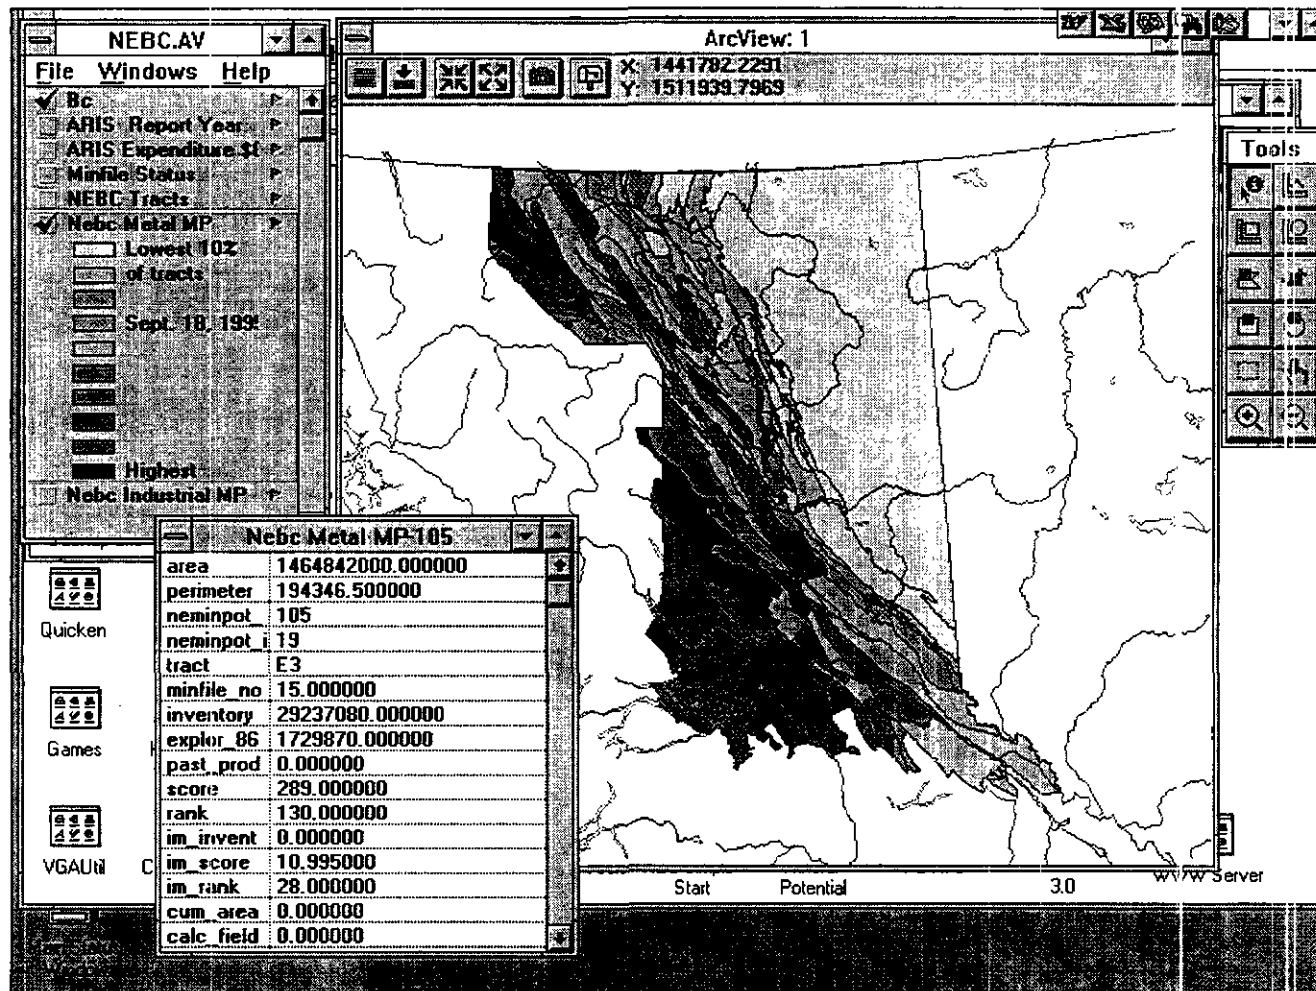 NEBC.AV
File Windows Help
Bc
ARIS Report Year
ARIS Expenditure $(
Minfile Status
NEBC Tracts
Nebc Metal MP
Lowest 10%
of tracts
Sept. 18, 199
Highest
Nebc Industrial MP
ArcView: 1
X: 1441792.2291
Y: 1511939.7969
Tools
Nebc Metal MP:105
area 1464842000.000000
perimeter 194346.500000
neminpot_ 105
neminpot_i 19
tract E3
minfile_no 15.000000
inventory 29237080.000000
explor_86 1729870.000000
past_prod 0.000000
score 289.000000
rank 130.000000
im_invent 0.000000
im_score 10.995000
im_rank 28.000000
cum_area 0.000000
calc_field 0.000000
Quicken
Games
VGAUtil C
Start Potential 3.0 Server